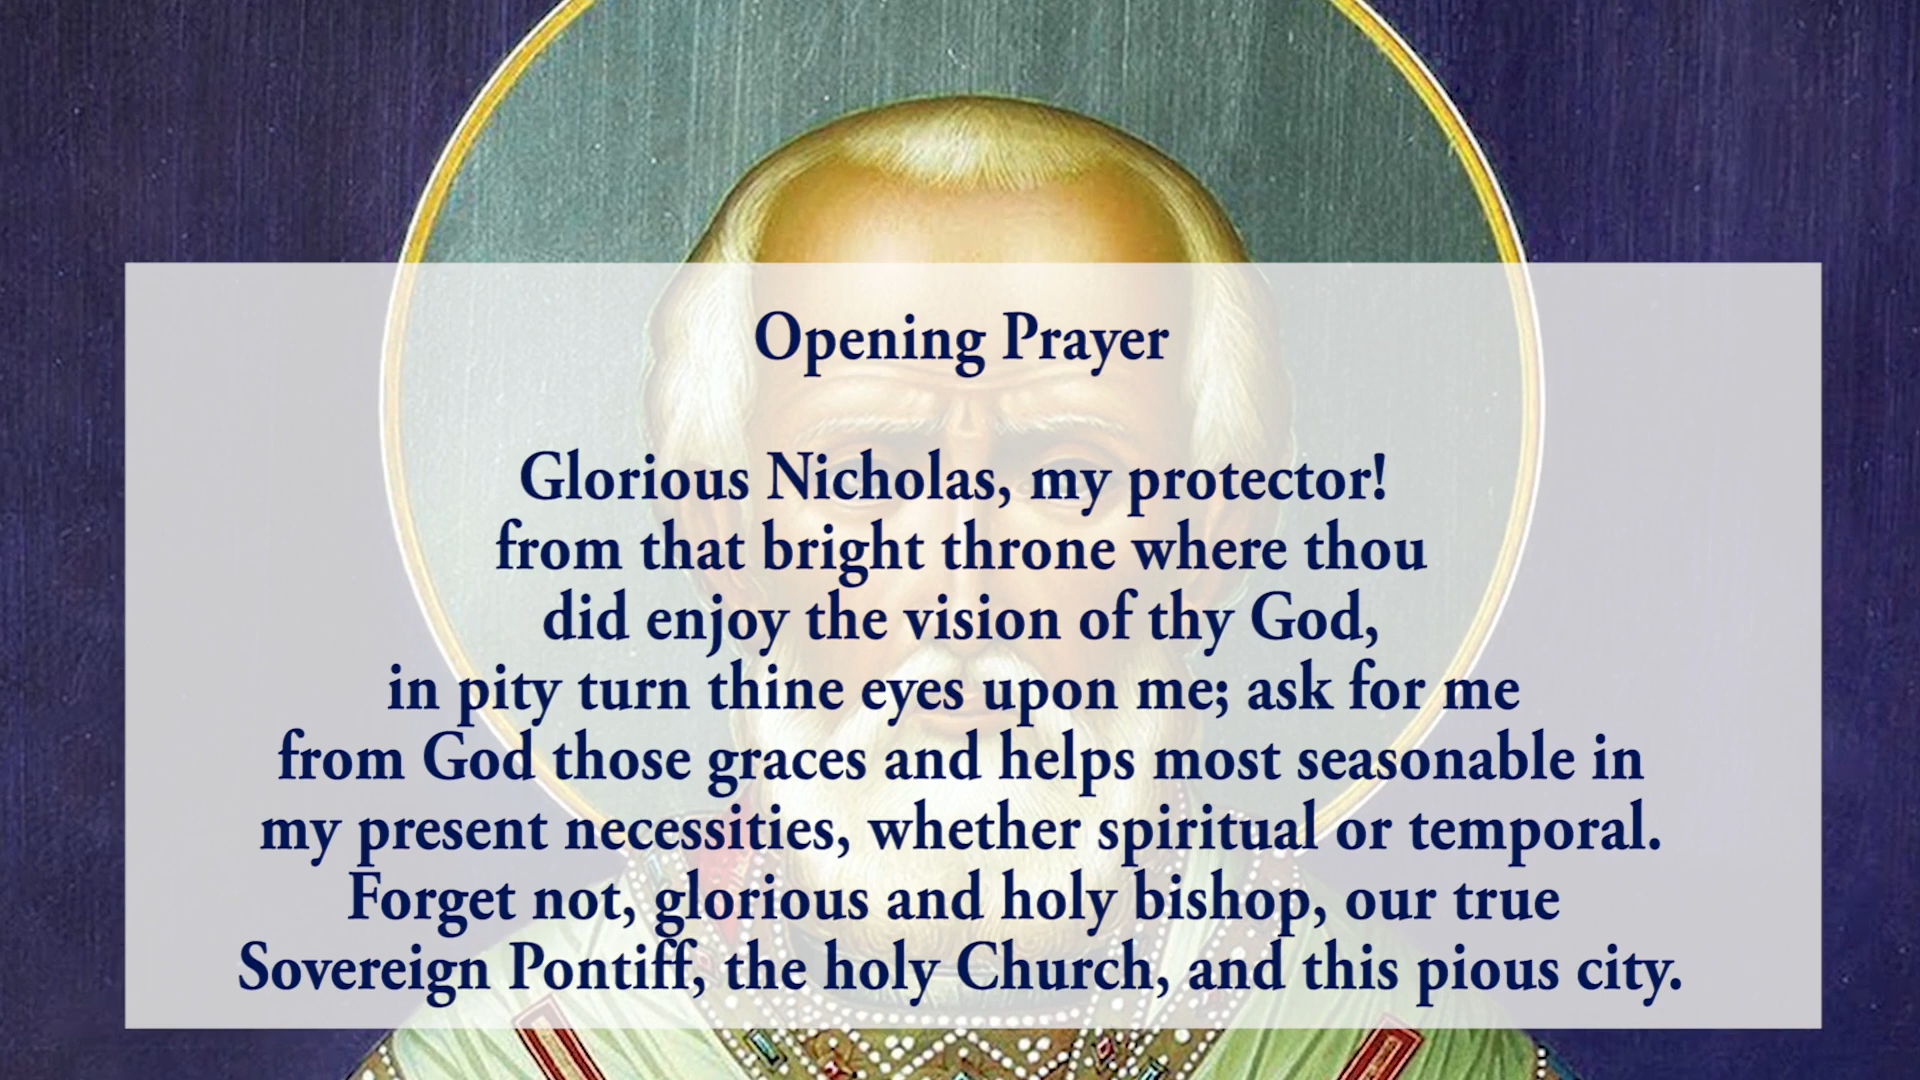 Opening Prayer
Glorious Nicholas, my protector!
from that bright throne where thou
did enjoy the vision of thy God,
in pity turn thine eyes upon me; ask for me
from God those graces and helps most seasonable in
my present necessities, whether spiritual or temporal.
Forget not, glorious and holy bishop, our true
Sovereign Pontiff, the holy Church, and this pious city.